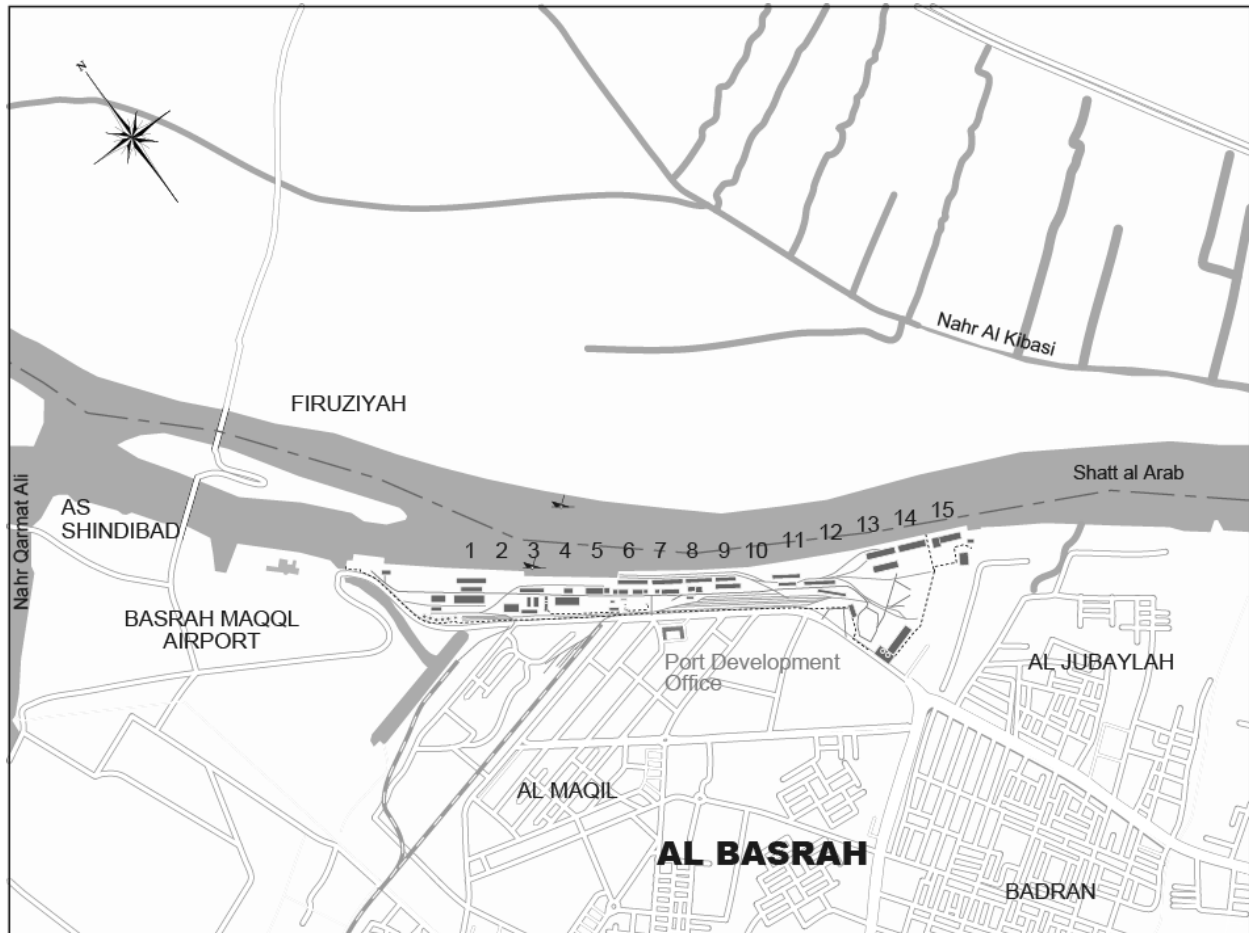 N
Nahr Al Kibasi
FIRUZIYAH
Shatt al Arab
Nahr Qarmat Ali
AS
SHINDIBAD
1 2 3 4 5 6 7 8 9 10 11 12 13 14 15
BASRAH MAQQL
AIRPORT
Port Development
Office
AL JUBAYLAH
AL MAQIL
AL BASRAH
BADRAN